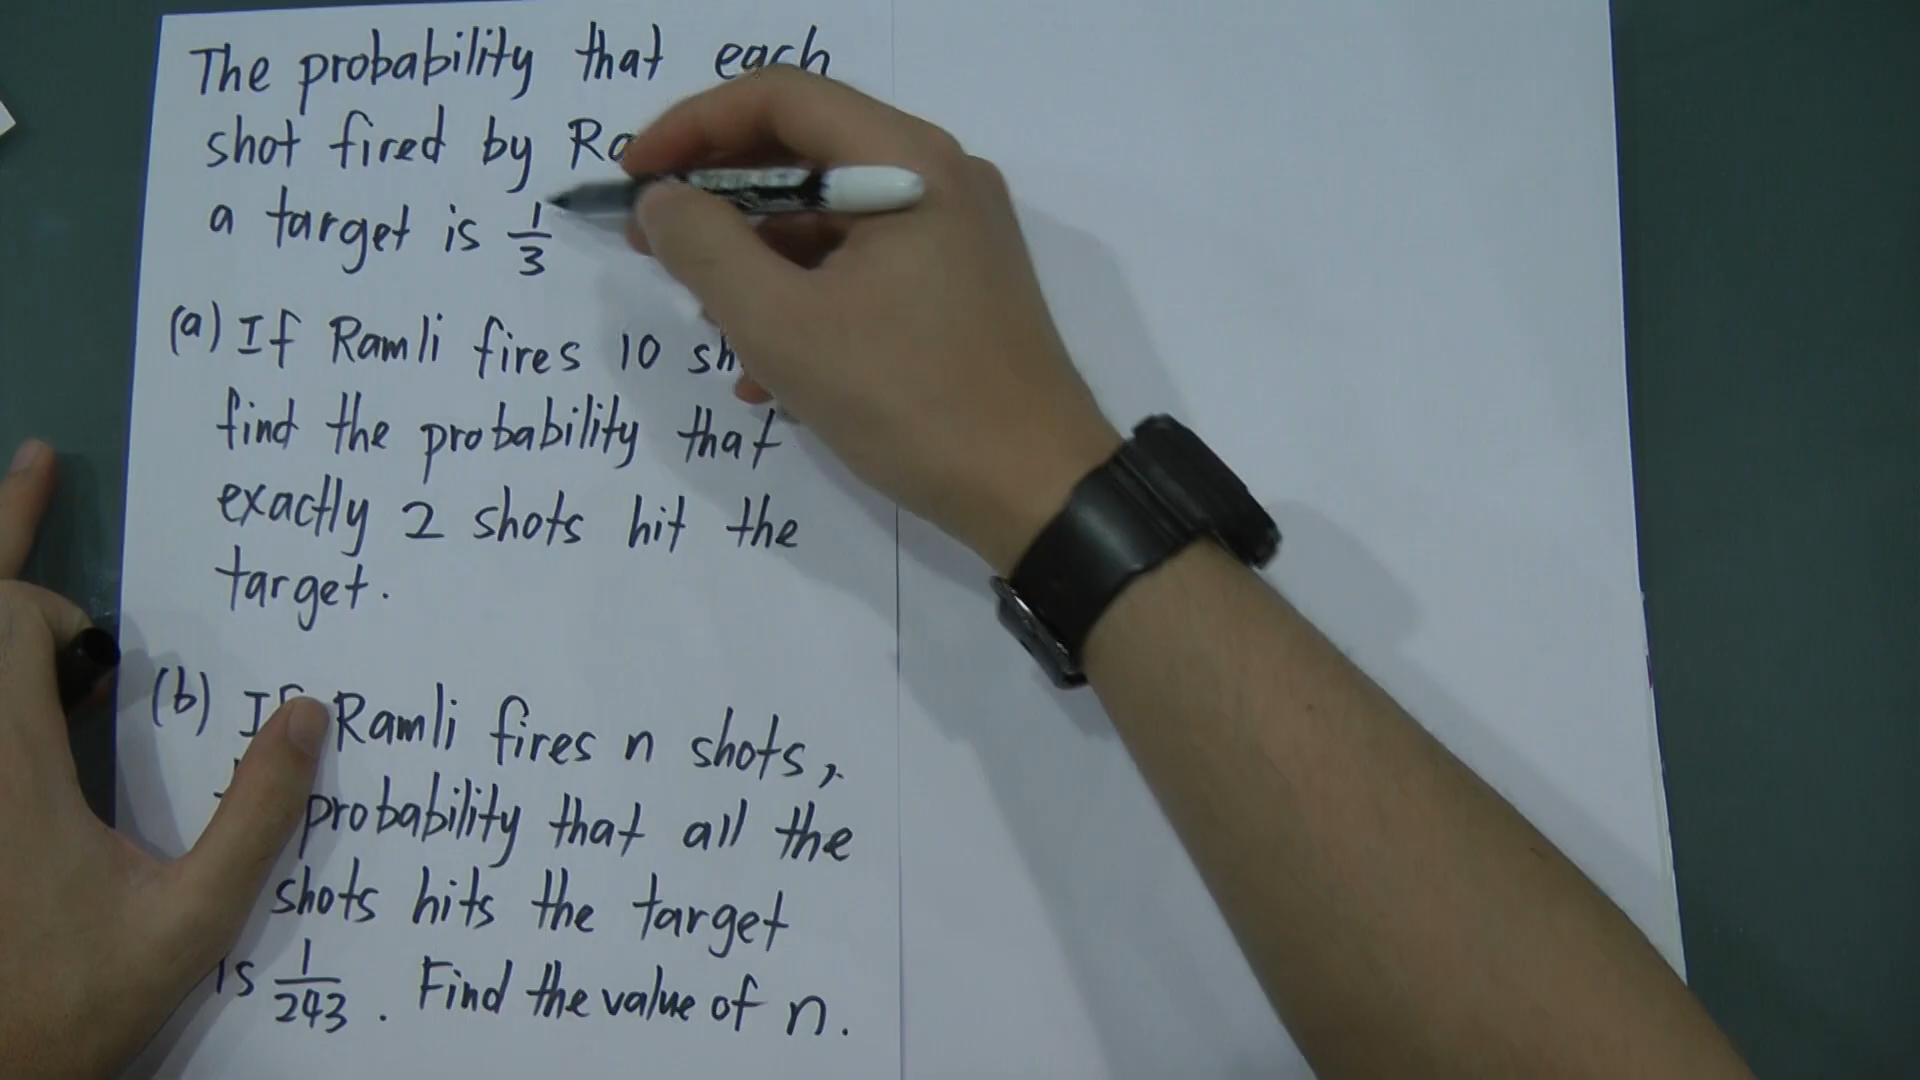 The probability that each
shot fired by
a target is 1/3
(a) If Ramli fires 10
find the probability that
exactly 2 shots hit the
target.
(b) If Ramli fires n shots,
probability that all the
shots hits the target
is 1/243 . Find the value of n.